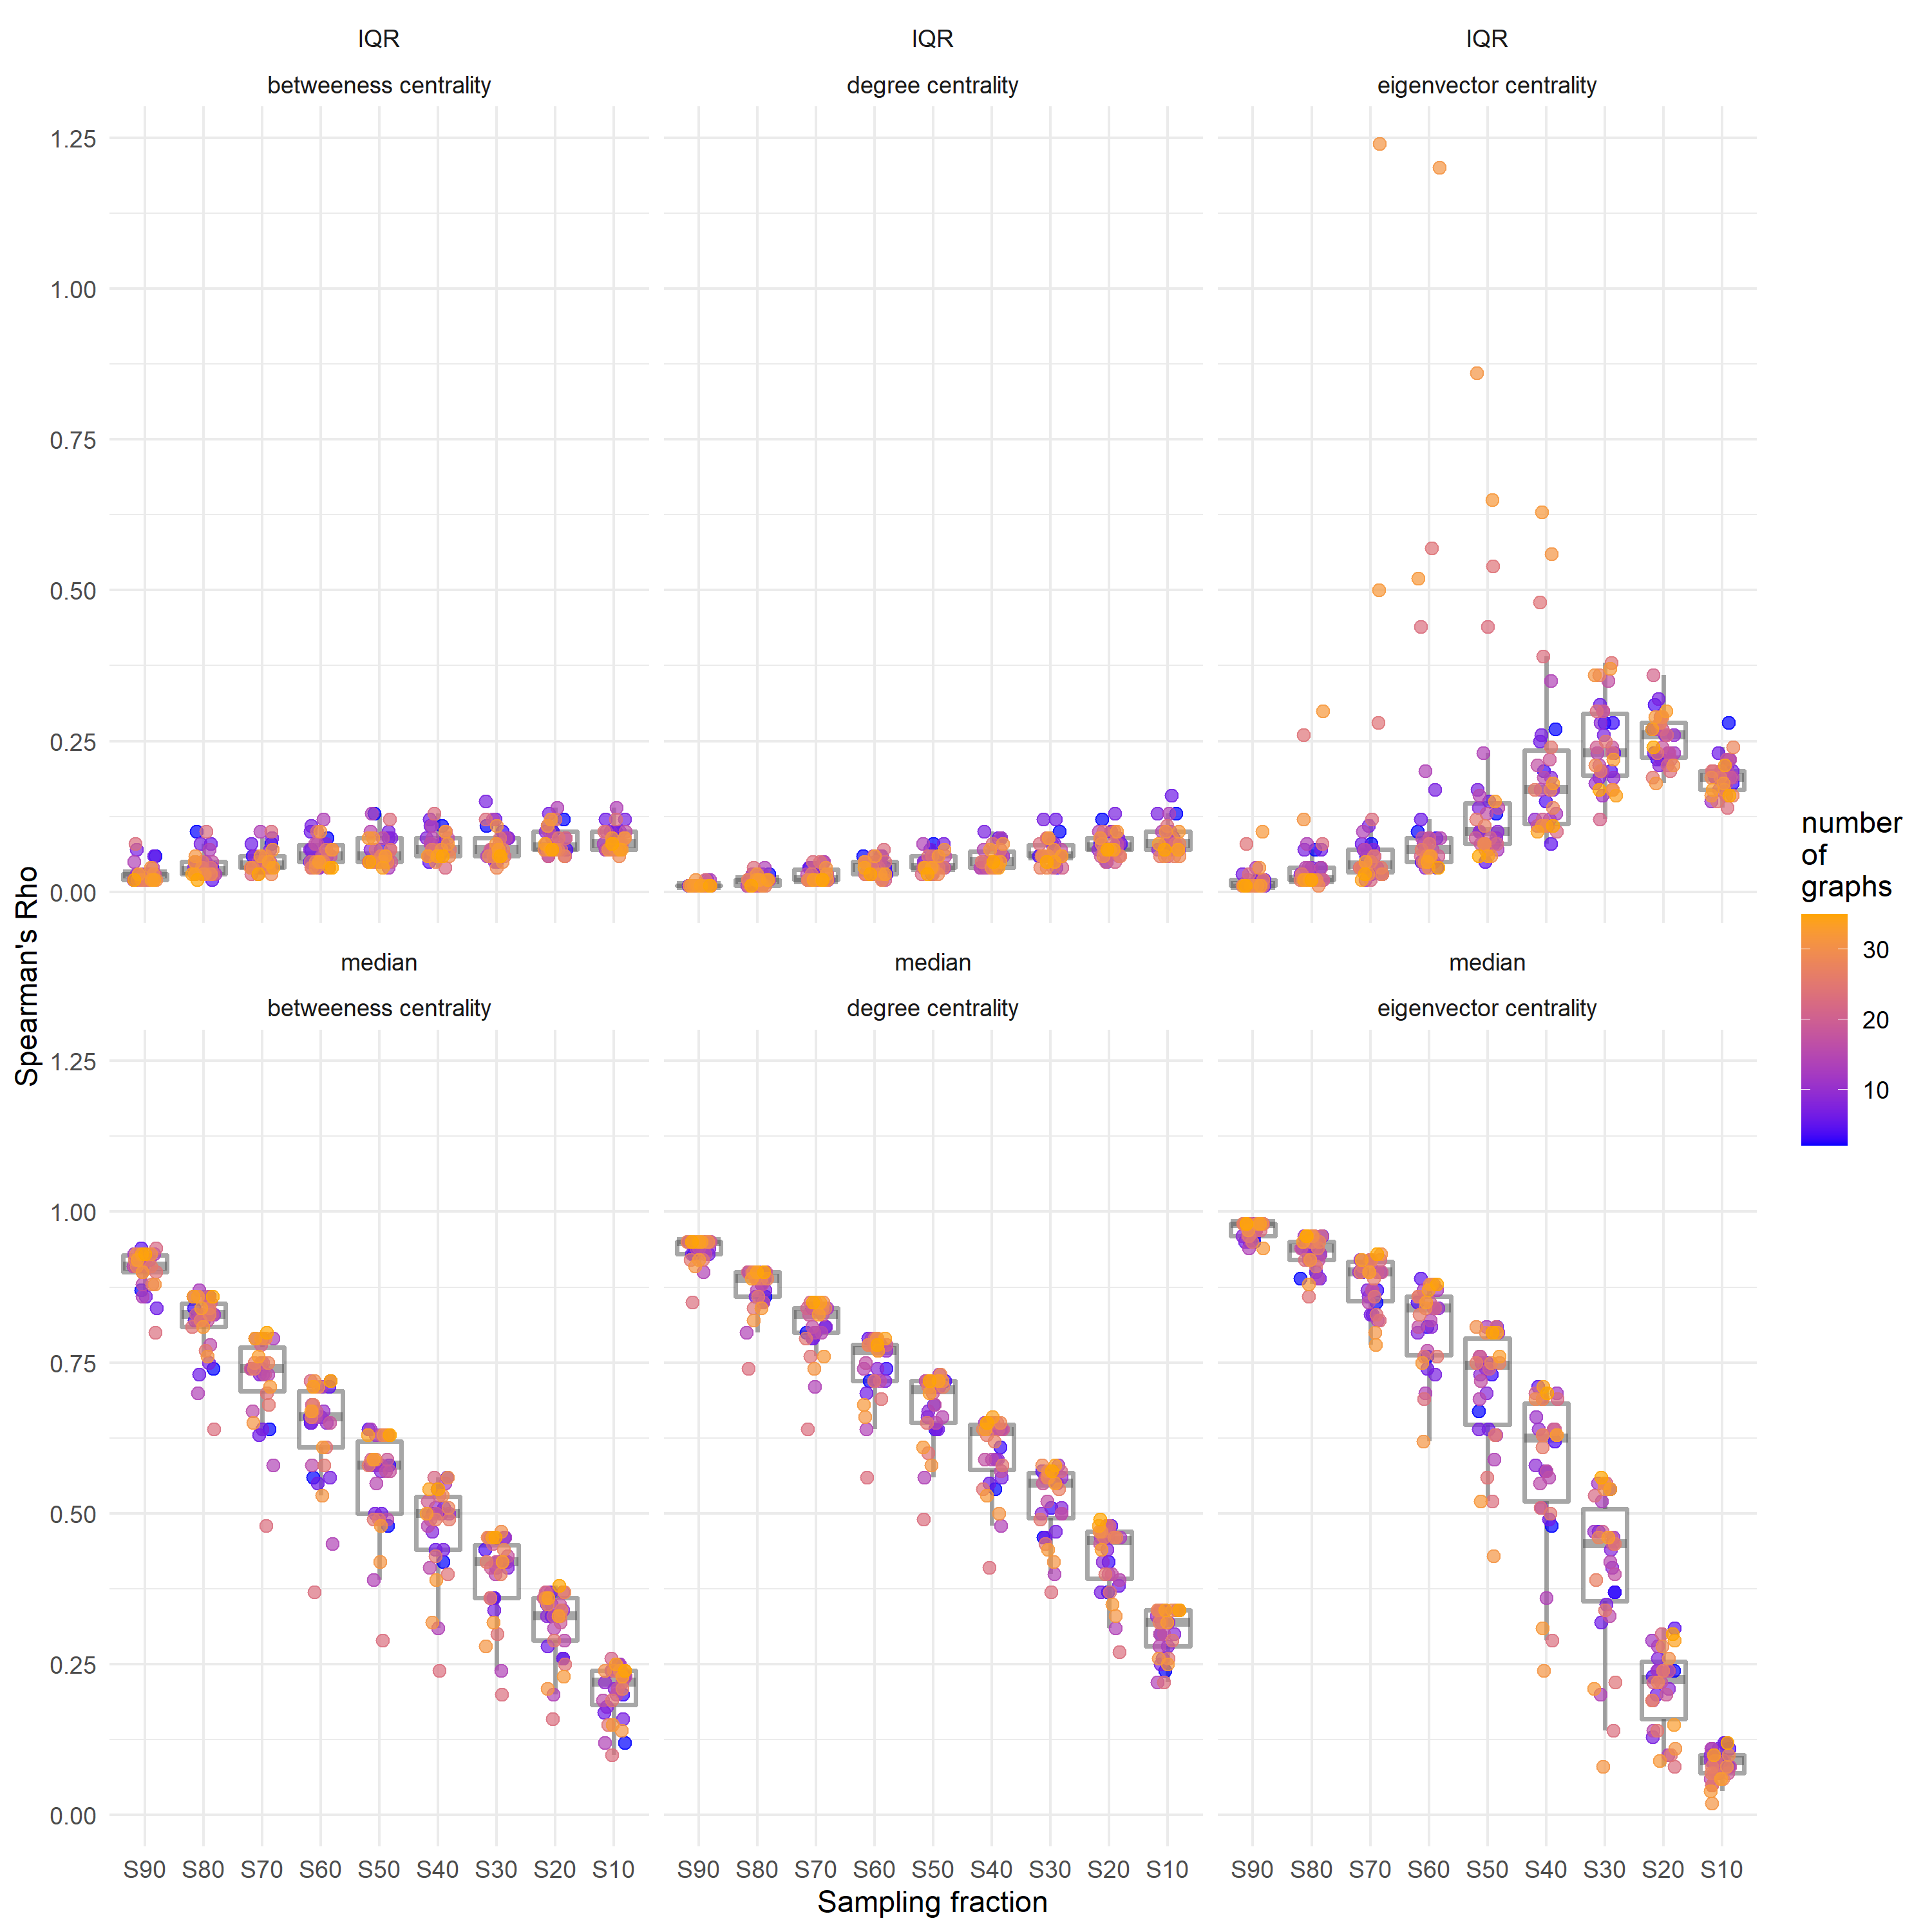 IQR IQR IQR
betweeness centrality degree centrality eigenvector centrality
1.25
1.00
0.75
0.50
0.25
0.00
median median median
betweeness centrality degree centrality eigenvector centrality
1.25
1.00
0.75
0.50
0.25
0.00
S90 S80 S70 S60 S50 S40 S30 S20 S10 S90 S80 S70 S60 S50 S40 S30 S20 S10 S90 S80 S70 S60 S50 S40 S30 S20 S10
Sampling fraction
Spearman's Rho
number
of
graphs
30
20
10